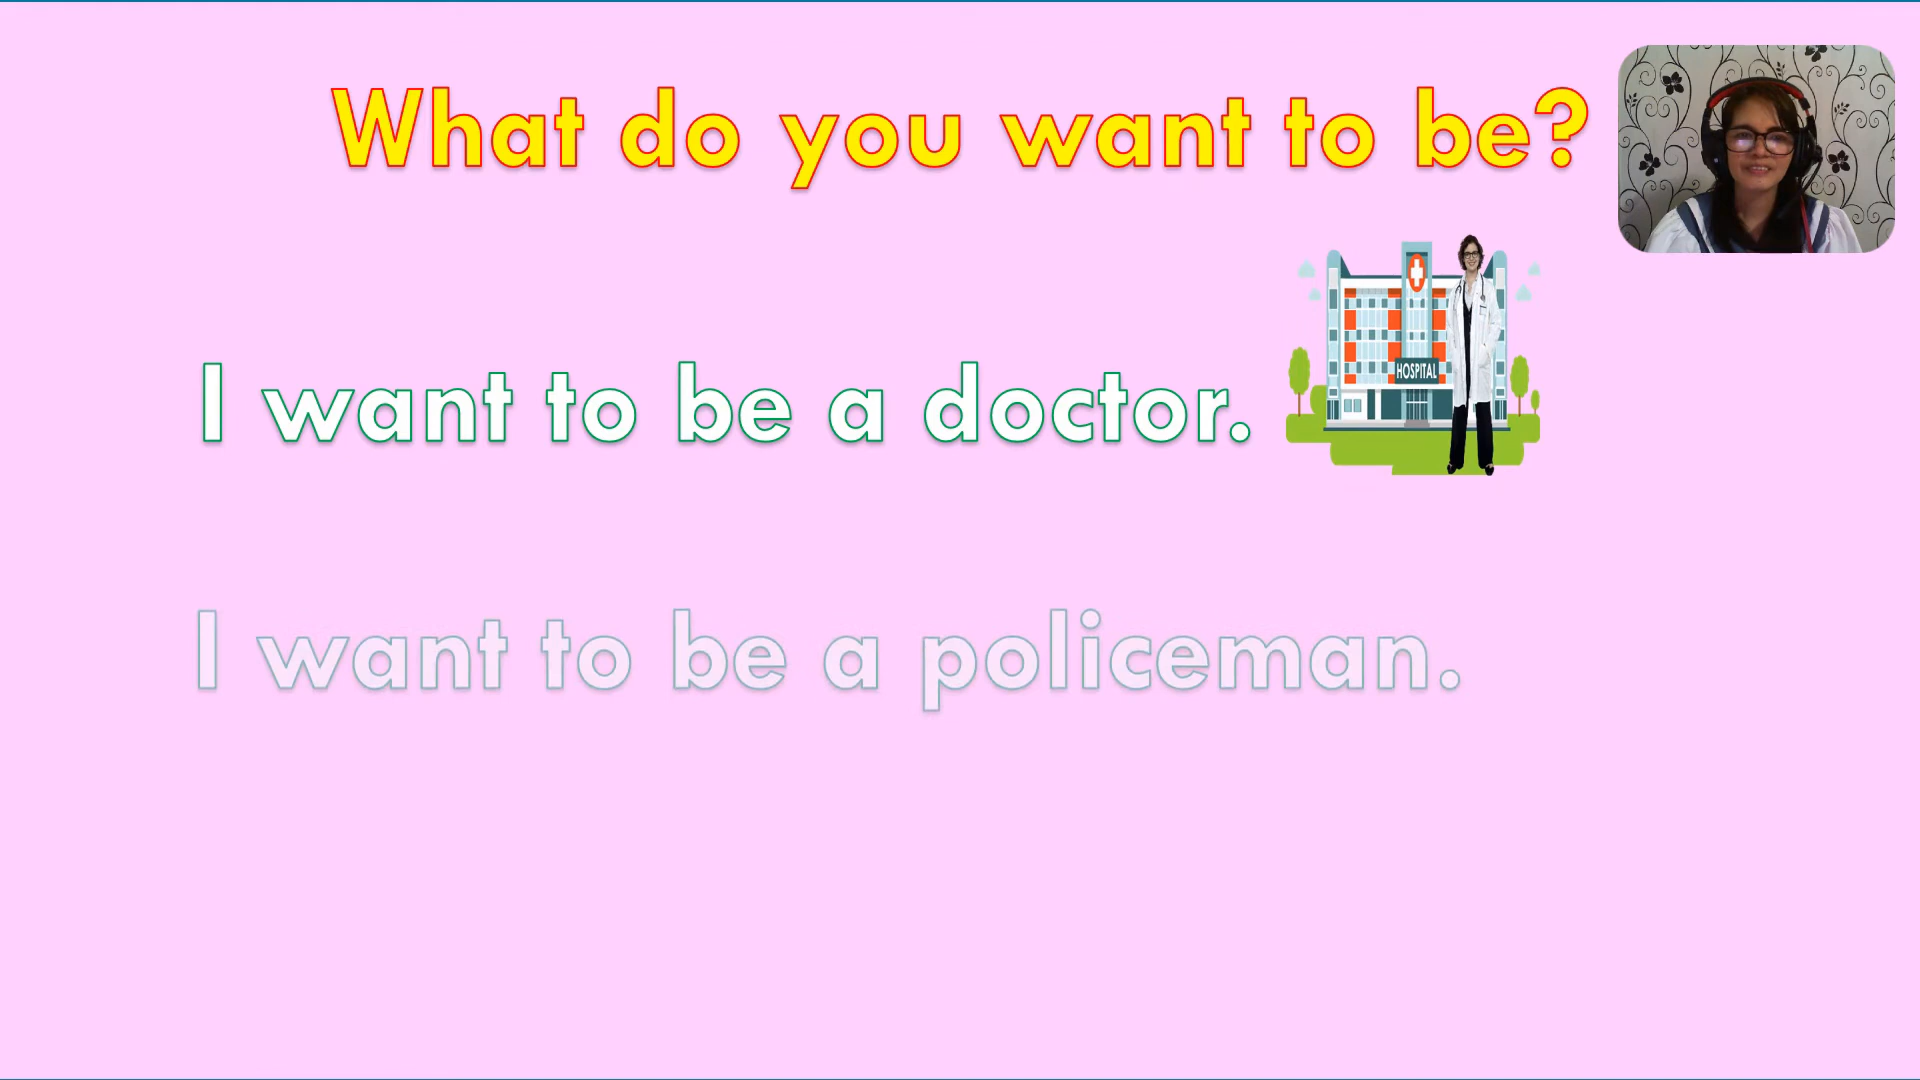 What do you want to be?
HOSPITAL
I want to be a doctor.
I want to be a policeman.